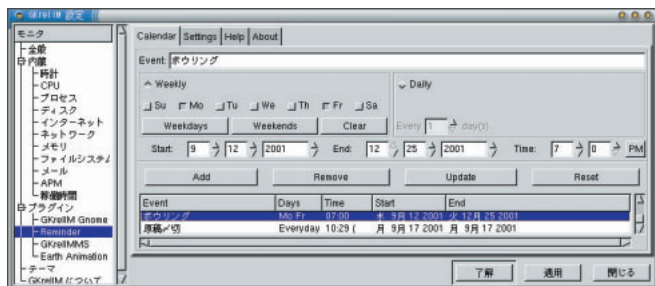 GKrellM 設定
モニタ
全般
内蔵
時計
CPU
プロセス
ディスク
インターネット
ネットワーク
メモリ
ファイルシステム
メール
APM
稼働時間
プラグイン
GKrellM Gnome
Reminder
GKrellMMS
Earth Animation
テーマ
GKrellM について
Calendar Settings Help About
Event: ボウリング
Weekly
Daily
Su Mo Tu We Th Fr Sa
Weekdays Weekends Clear
Every 1 day(s)
Start: 9 12 2001 End: 12 25 2001 Time: 7 0 PM
Add Remove Update Reset
Event Days Time Start End
ボウリング Mo Fr 07:00 水 9月 12 2001 火 12月 25 2001
原稿〆切 Everyday 10:29 ( 月 9月 17 2001 月 9月 17 2001
了解 適用 閉じる